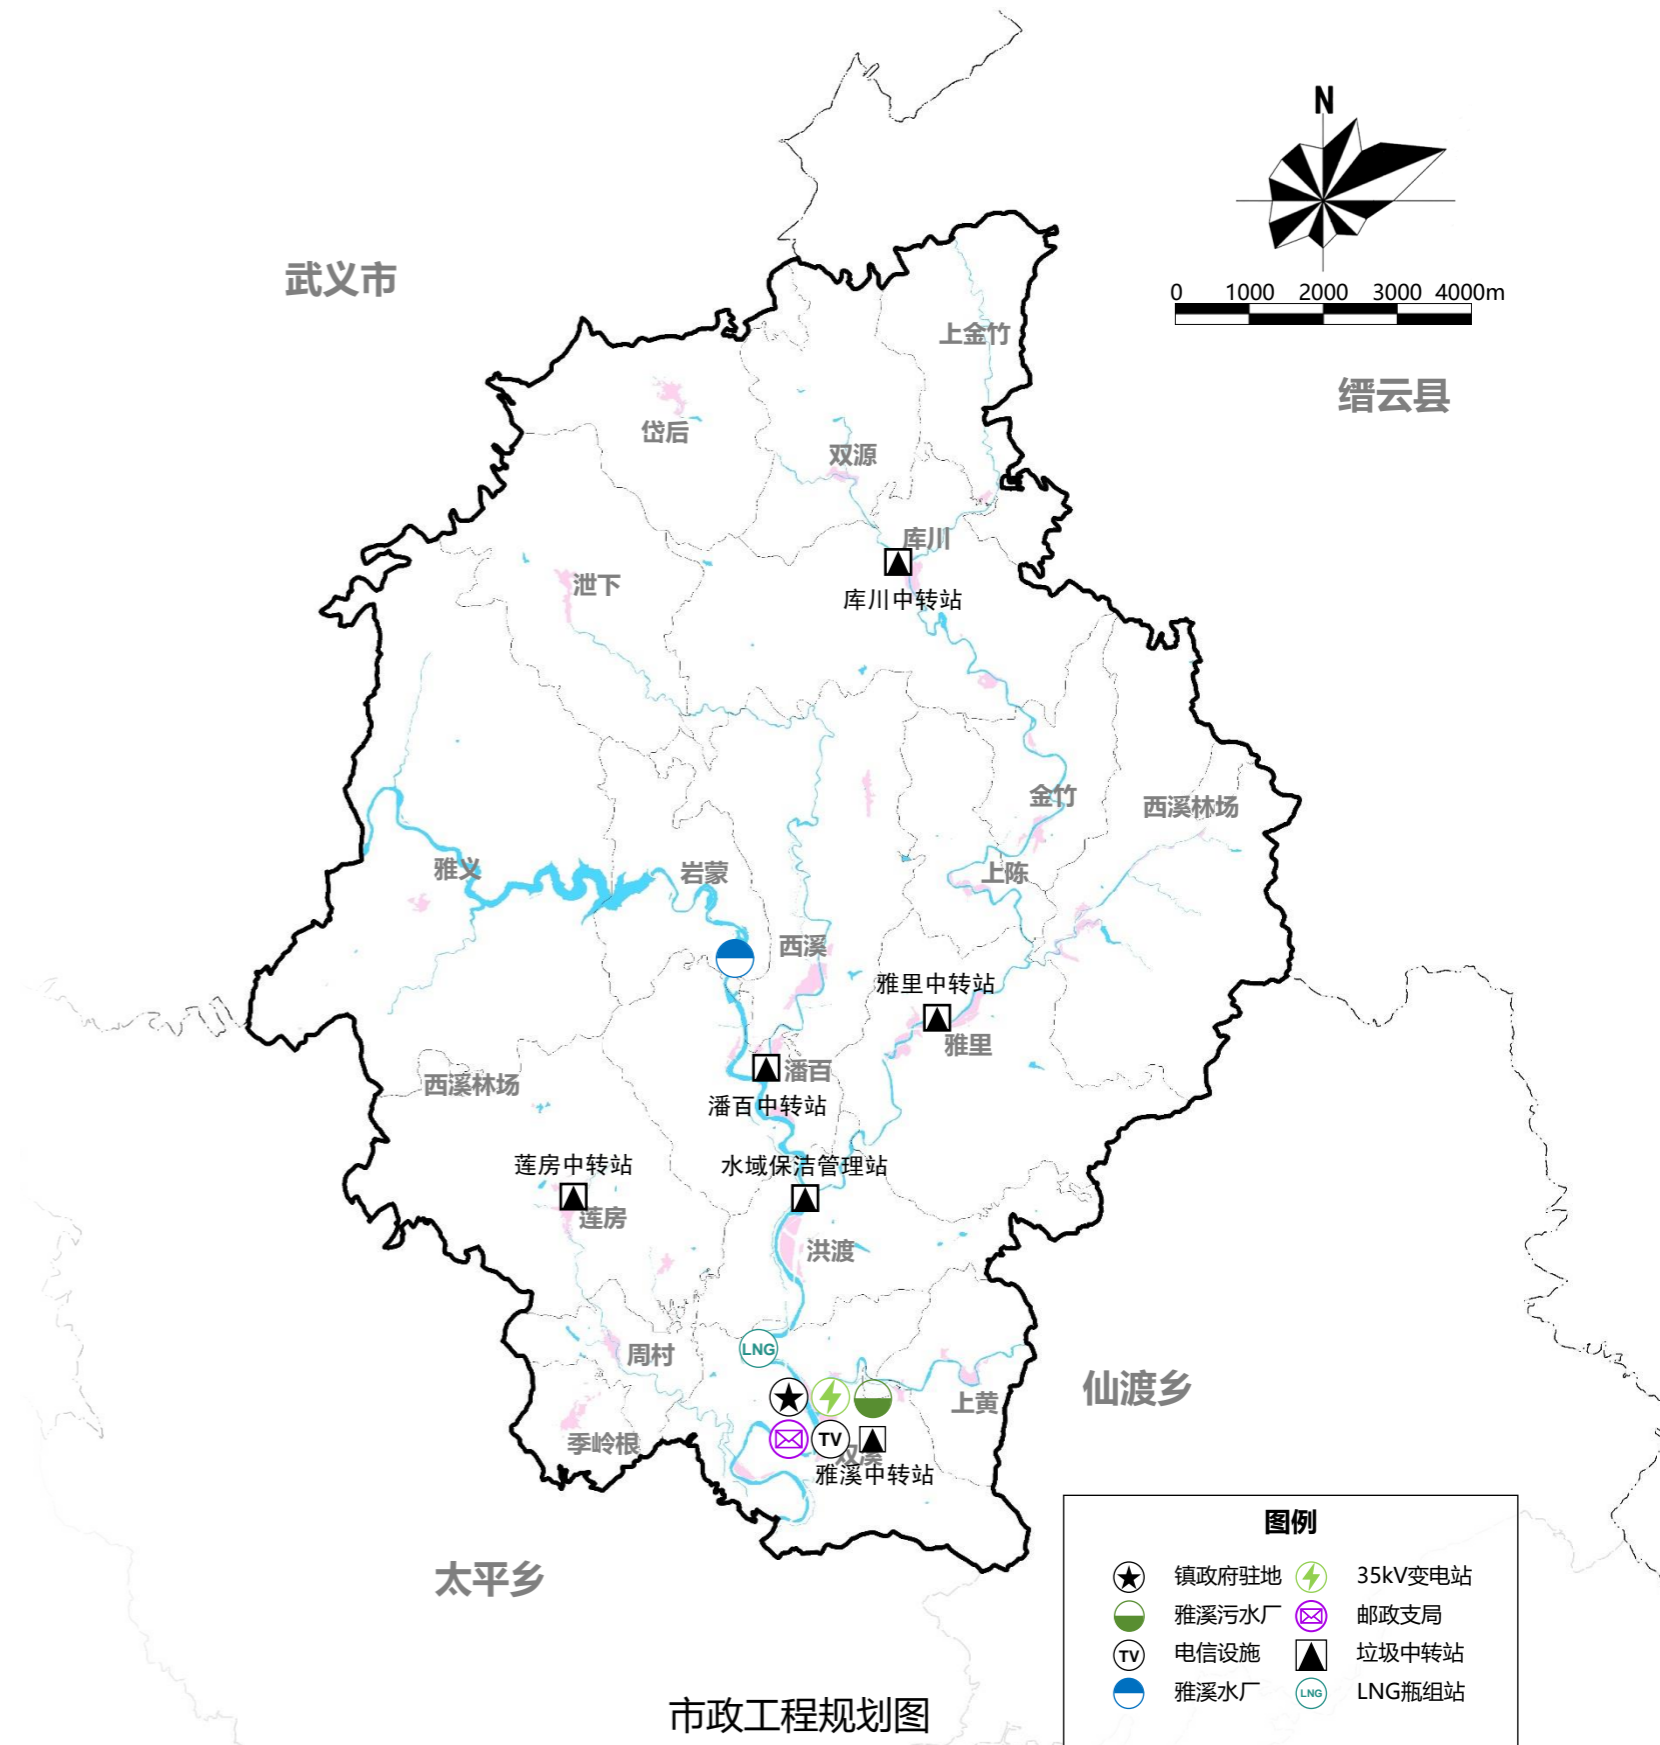 N
0 1000 2000 3000 4000m
武义市
缙云县
上金竹
岱后
双源
库川
库川中转站
泄下
金竹
西溪林场
雅义
岩蒙
上陈
西溪
雅里中转站
雅里
潘百
潘百中转站
西溪林场
莲房中转站
莲房
水域保洁管理站
洪渡
LNG
周村
上黄
仙渡乡
季岭根
TV
双溪
雅溪中转站
太平乡
图例
镇政府驻地
35kV变电站
雅溪污水厂
邮政支局
TV 电信设施
垃圾中转站
雅溪水厂
LNG LNG瓶组站
市政工程规划图